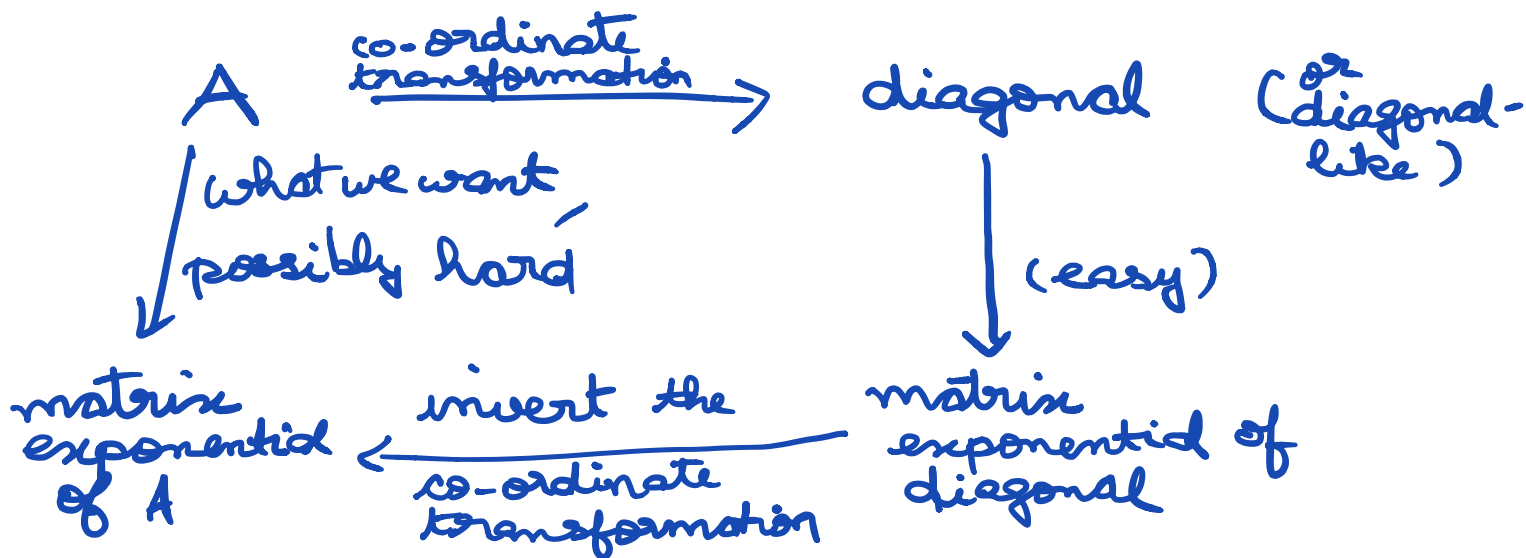 co-ordinate
transformation
A
diagonal
(or
diagonal-
like)
what we want
possibly hard
(easy)
matrix
exponential
of A
invert the
co-ordinate
transformation
matrix
exponential of
diagonal